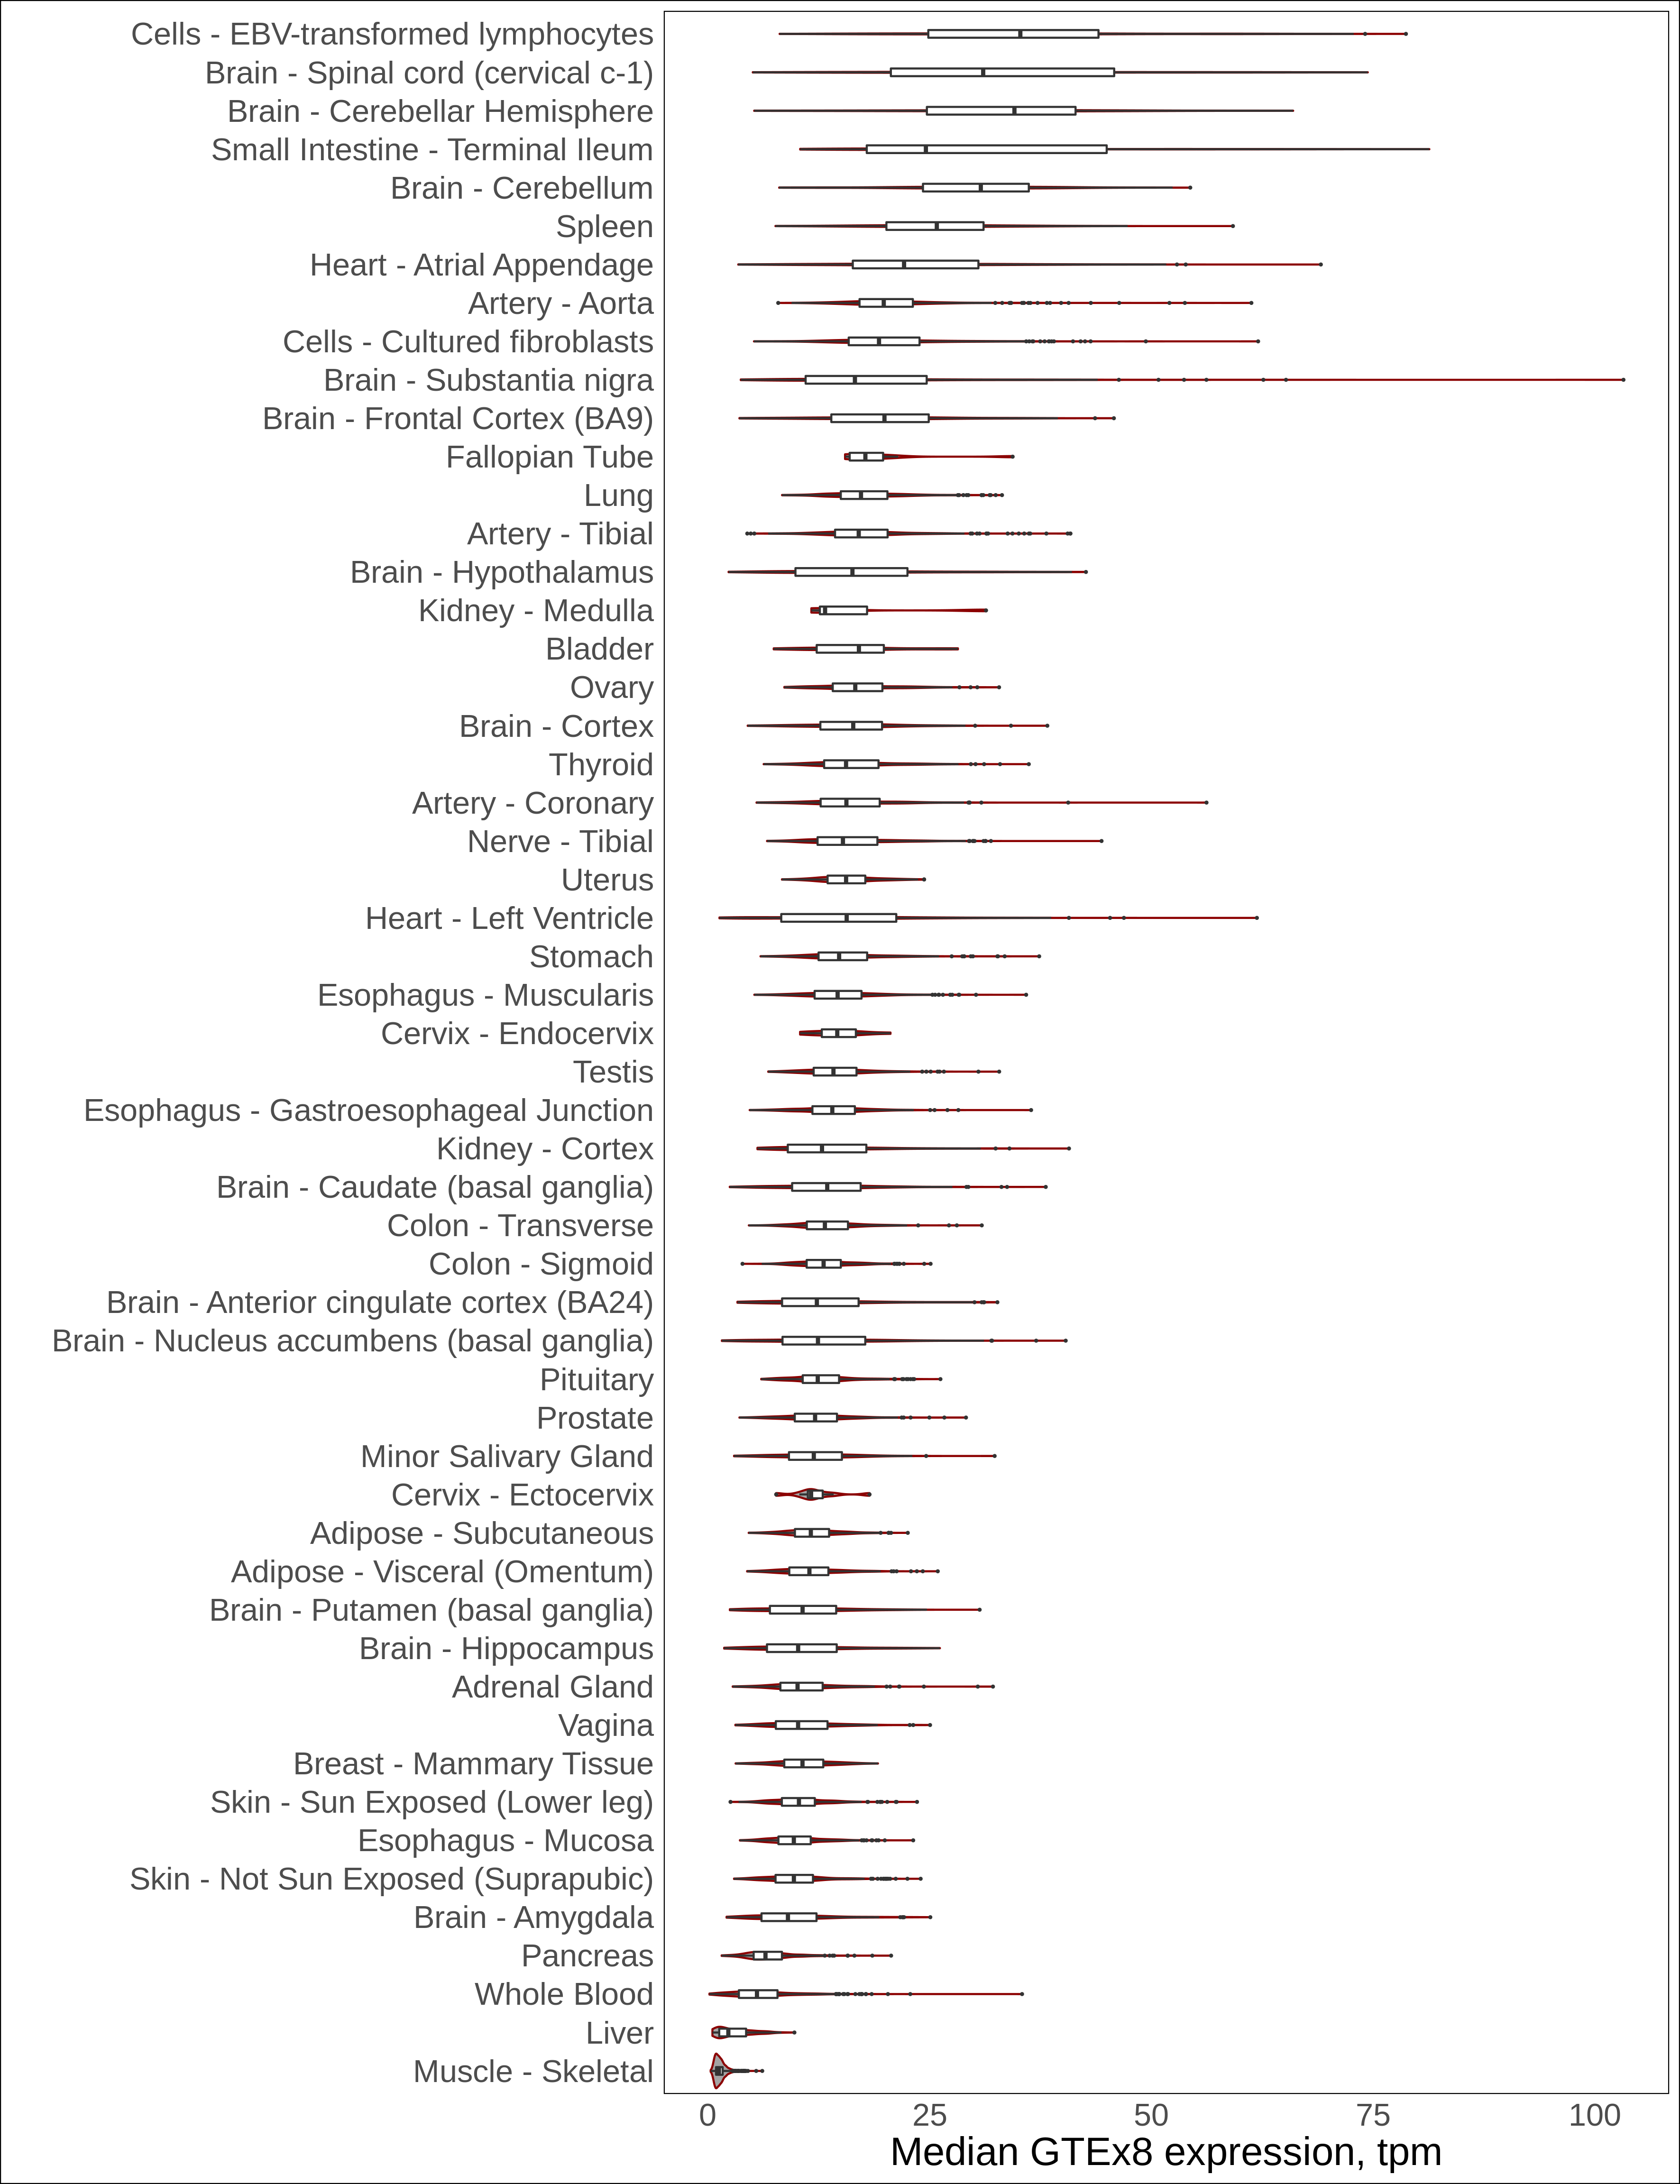 Cells - EBV-transformed lymphocytes
Brain - Spinal cord (cervical c-1)
Brain - Cerebellar Hemisphere
Small Intestine - Terminal Ileum
Brain - Cerebellum
Spleen
Heart - Atrial Appendage
Artery - Aorta
Cells - Cultured fibroblasts
Brain - Substantia nigra
Brain - Frontal Cortex (BA9)
Fallopian Tube
Lung
Artery - Tibial
Brain - Hypothalamus
Kidney - Medulla
Bladder
Ovary
Brain - Cortex
Thyroid
Artery - Coronary
Nerve - Tibial
Uterus
Heart - Left Ventricle
Stomach
Esophagus - Muscularis
Cervix - Endocervix
Testis
Esophagus - Gastroesophageal Junction
Kidney - Cortex
Brain - Caudate (basal ganglia)
Colon - Transverse
Colon - Sigmoid
Brain - Anterior cingulate cortex (BA24)
Brain - Nucleus accumbens (basal ganglia)
Pituitary
Prostate
Minor Salivary Gland
Cervix - Ectocervix
Adipose - Subcutaneous
Adipose - Visceral (Omentum)
Brain - Putamen (basal ganglia)
Brain - Hippocampus
Adrenal Gland
Vagina
Breast - Mammary Tissue
Skin - Sun Exposed (Lower leg)
Esophagus - Mucosa
Skin - Not Sun Exposed (Suprapubic)
Brain - Amygdala
Pancreas
Whole Blood
Liver
Muscle - Skeletal
0 25 50 75 100
Median GTEx8 expression, tpm